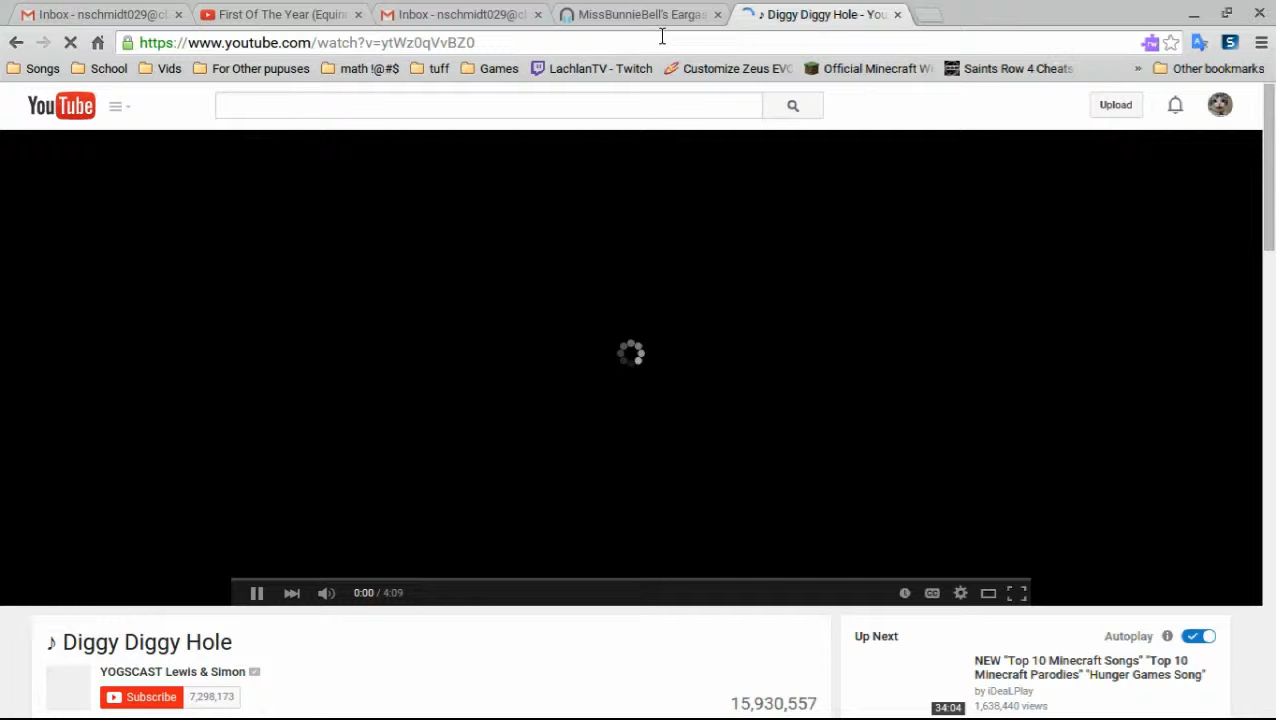 Inbox - nschmidt029@cl
First Of The Year (Equin
Inbox - nschmidt029@cl
MissBunnieBell's Eargas
♪ Diggy Diggy Hole - You
https://www.youtube.com/watch?v=ytWz0qVvBZ0
Songs
School
Vids
For Other pupuses
math !@#$
tuff
Games
LachlanTV - Twitch
Customize Zeus EVO
Official Minecraft Wi
Saints Row 4 Cheats
»
Other bookmarks
YouTube
Upload
0:00 / 4:09
CC
♪ Diggy Diggy Hole
YOGSCAST Lewis & Simon
Subscribe
7,298,173
15,930,557
Up Next
Autoplay
NEW "Top 10 Minecraft Songs" "Top 10
Minecraft Parodies" "Hunger Games Song"
by iDeaLPlay
1,638,440 views
34:04